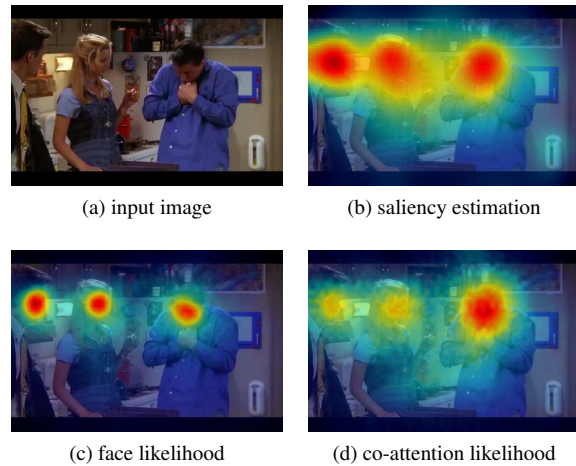 (a) input image
(b) saliency estimation
(c) face likelihood
(d) co-attention likelihood